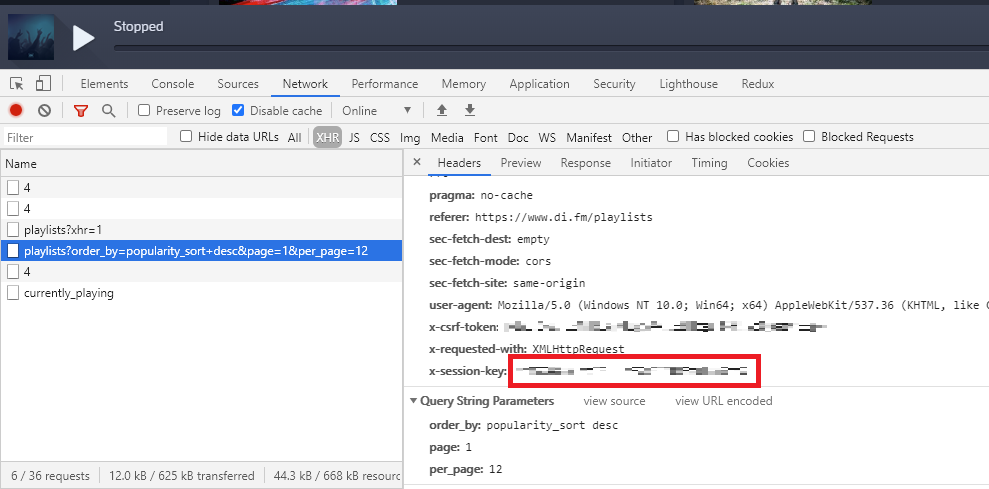 Stopped
Elements Console Sources Network Performance Memory Application Security Lighthouse Redux
Preserve log Disable cache Online
Filter Hide data URLs All XHR JS CSS Img Media Font Doc WS Manifest Other Has blocked cookies Blocked Requests
Name
4
4
playlists?xhr=1
playlists?order_by=popularity_sort+desc&page=1&per_page=12
4
currently_playing
6 / 36 requests 12.0 kB / 625 kB transferred 44.3 kB / 668 kB resourc
× Headers Preview Response Initiator Timing Cookies
pragma: no-cache
referer: https://www.di.fm/playlists
sec-fetch-dest: empty
sec-fetch-mode: cors
sec-fetch-site: same-origin
user-agent: Mozilla/5.0 (Windows NT 10.0; Win64; x64) AppleWebKit/537.36 (KHTML, like
x-csrf-token:
x-requested-with: XMLHttpRequest
x-session-key:
Query String Parameters view source view URL encoded
order_by: popularity_sort desc
page: 1
per_page: 12